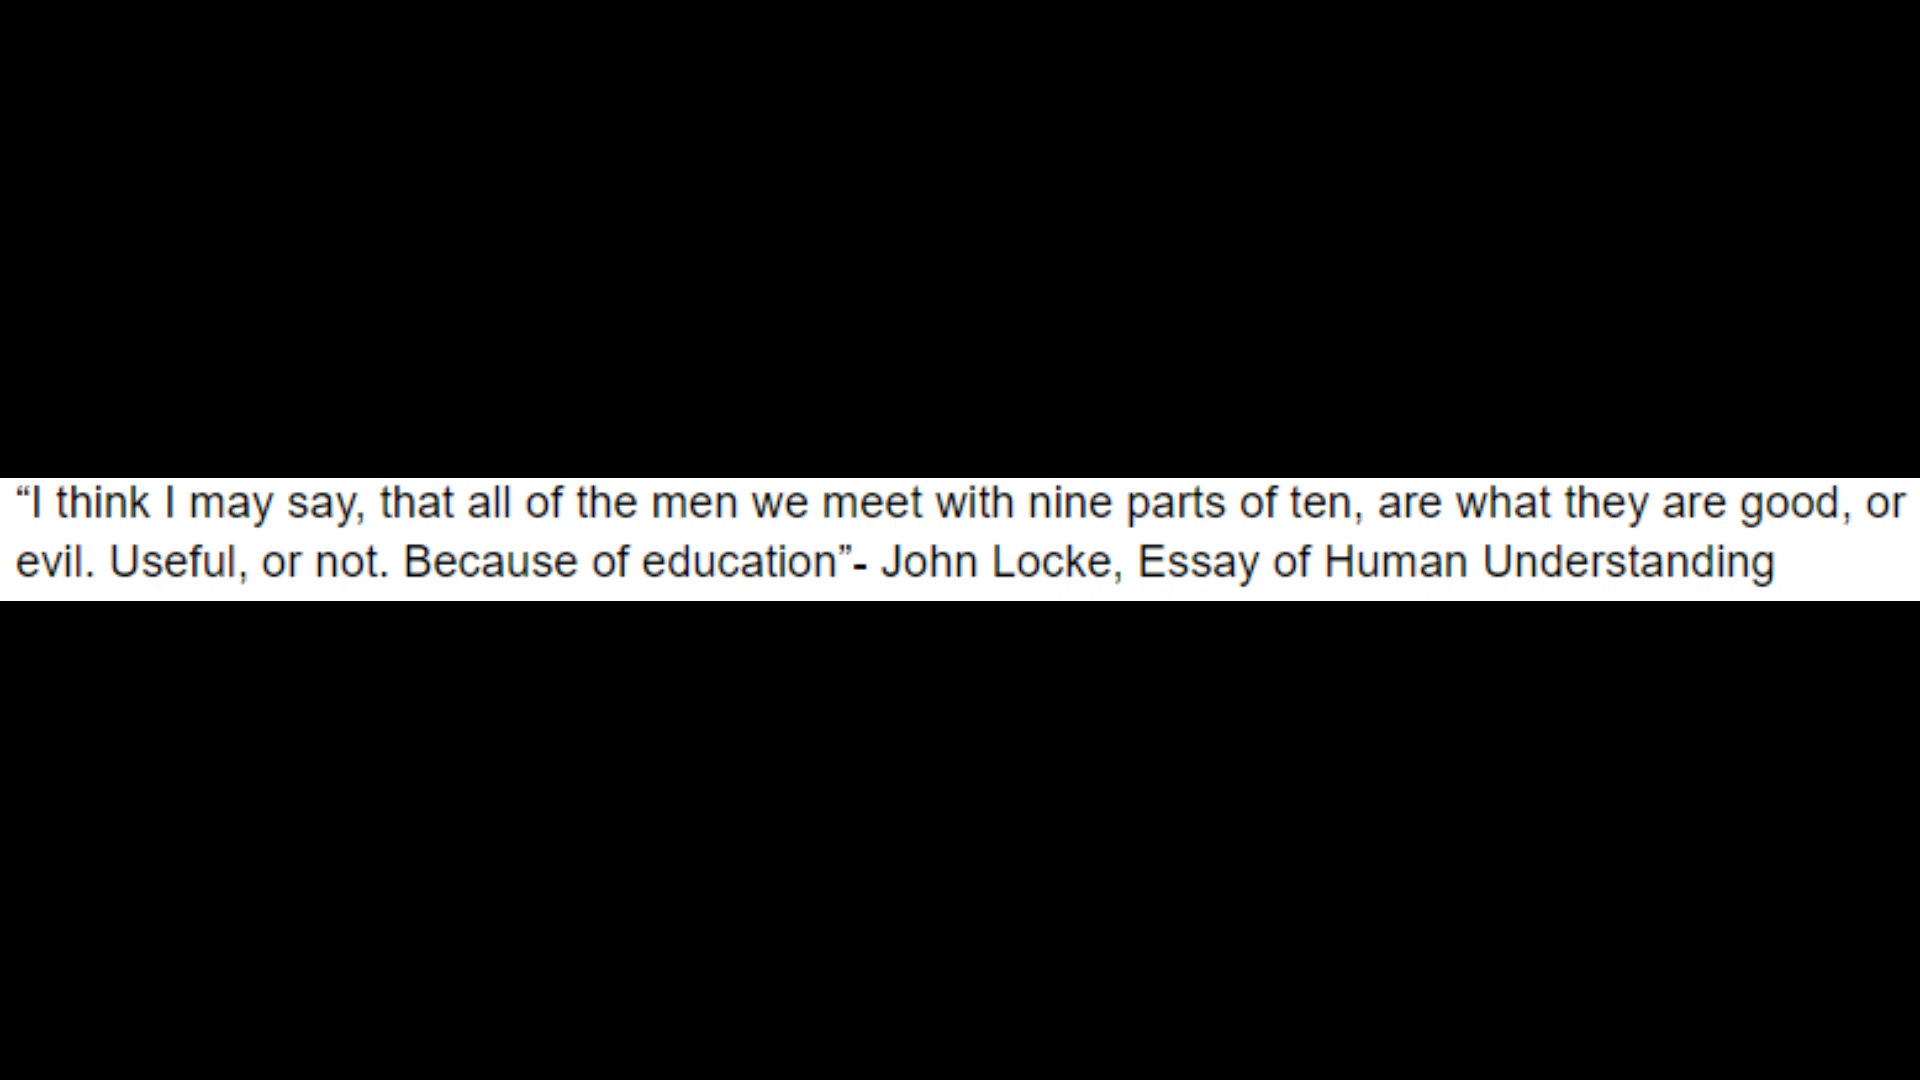 “I think I may say, that all of the men we meet with nine parts of ten, are what they are good, or
evil. Useful, or not. Because of education”- John Locke, Essay of Human Understanding